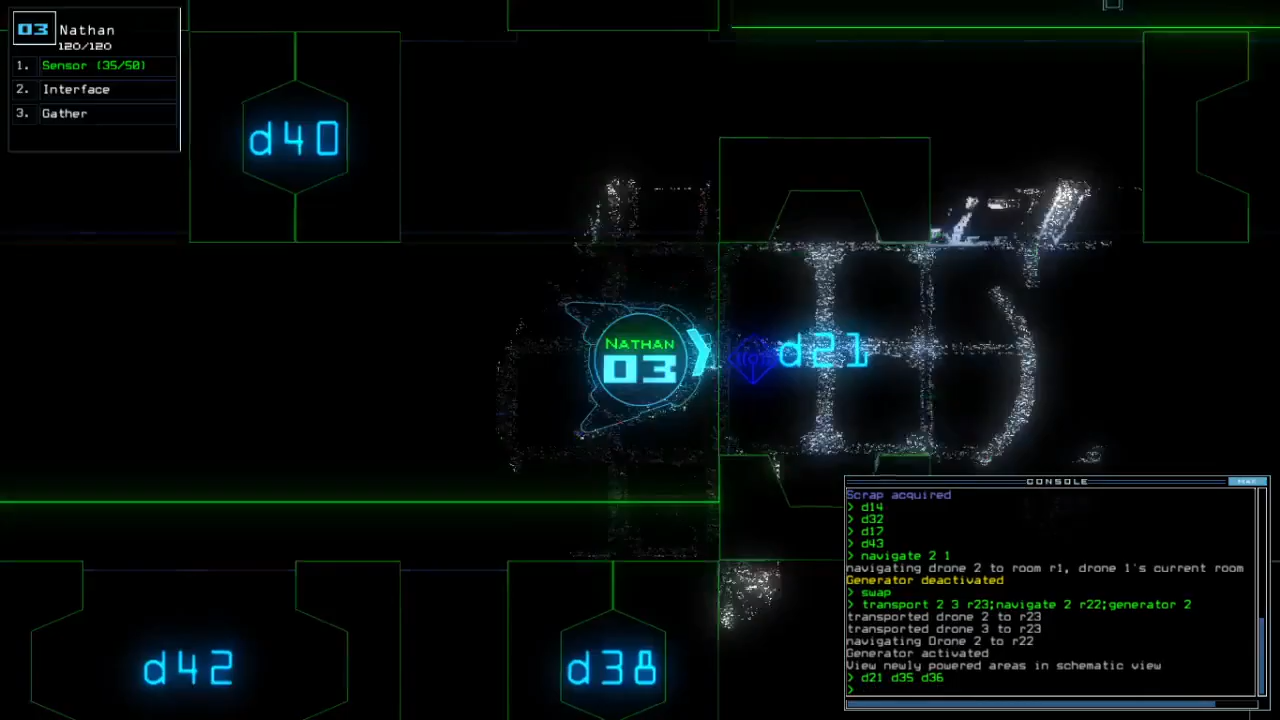 03 Nathan
120/120
1. Sensor (35/50)
2. Interface
3. Gather
d40
NATHAN
03
d21
d42
d38
CONSOLE
Scrap acquired
> d14
> d32
> d17
> d43
> navigate 2 1
navigating drone 2 to room r1, drone 1's current room
Generator deactivated
> swap
> transport 2 3 r23;navigate 2 r22;generator 2
transported drone 2 to r23
transported drone 3 to r23
navigating Drone 2 to r22
Generator activated
View newly powered areas in schematic view
> d21 d35 d36
>